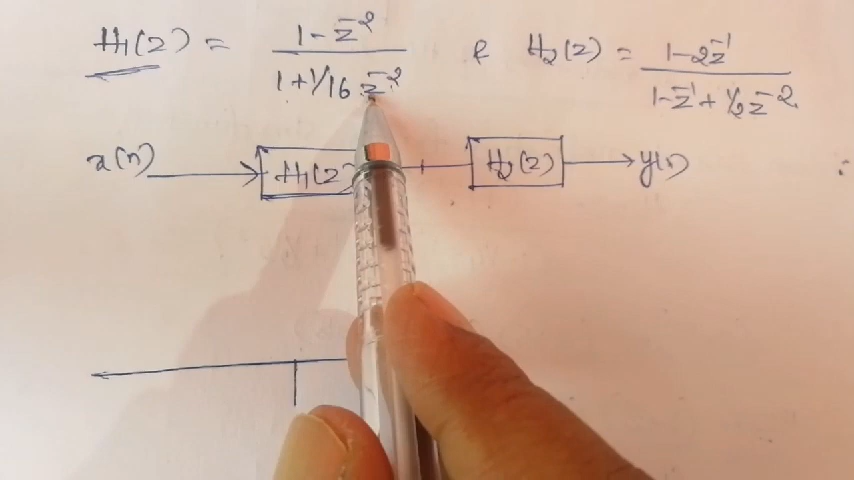 H₁(z) = 1 - z⁻² / 1 + 1/16 z⁻² & H₂(z) = 1 - 2z⁻¹ / 1 - z⁻¹ + 1/2 z⁻²
x(n) H₁(z) H₂(z) y(n)